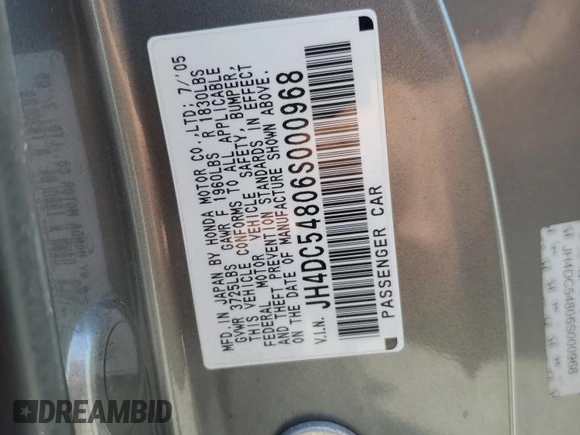 MFD.IN JAPAN BY HONDA MOTOR CO.,LTD; 7/'05
GVWR 3725LBS GAWR F 1960LBS R 1830LBS
THIS VEHICLE CONFORMS TO ALL APPLICABLE
FEDERAL MOTOR VEHICLE SAFETY, BUMPER,
AND THEFT PREVENTION STANDARDS IN EFFECT
ON THE DATE OF MANUFACTURE SHOWN ABOVE.
V.I.N. JH4DC54806S000968
PASSENGER CAR
JH4DC54806S000968
DREAMBID